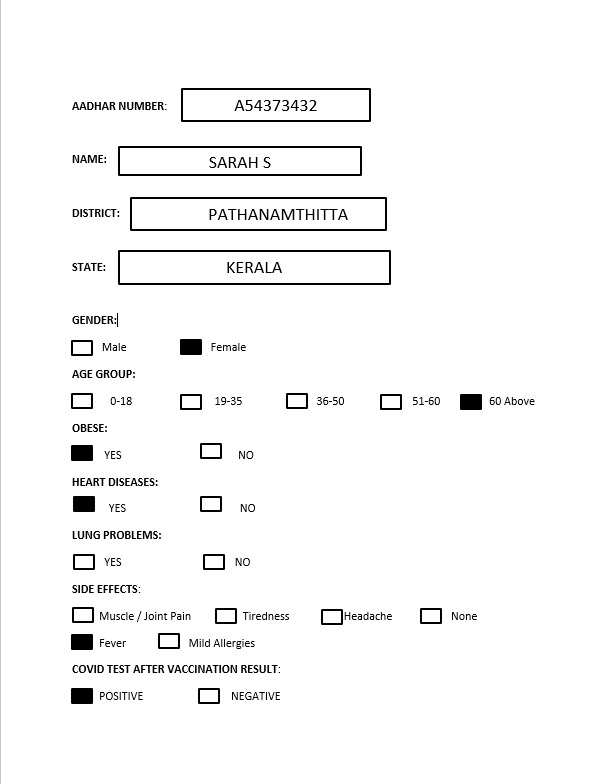 AADHAR NUMBER: A54373432
NAME: SARAH S
DISTRICT: PATHANAMTHITTA
STATE: KERALA
GENDER:
Male Female
AGE GROUP:
0-18 19-35 36-50 51-60 60 Above
OBESE:
YES NO
HEART DISEASES:
YES NO
LUNG PROBLEMS:
YES NO
SIDE EFFECTS:
Muscle / Joint Pain Tiredness Headache None
Fever Mild Allergies
COVID TEST AFTER VACCINATION RESULT:
POSITIVE NEGATIVE